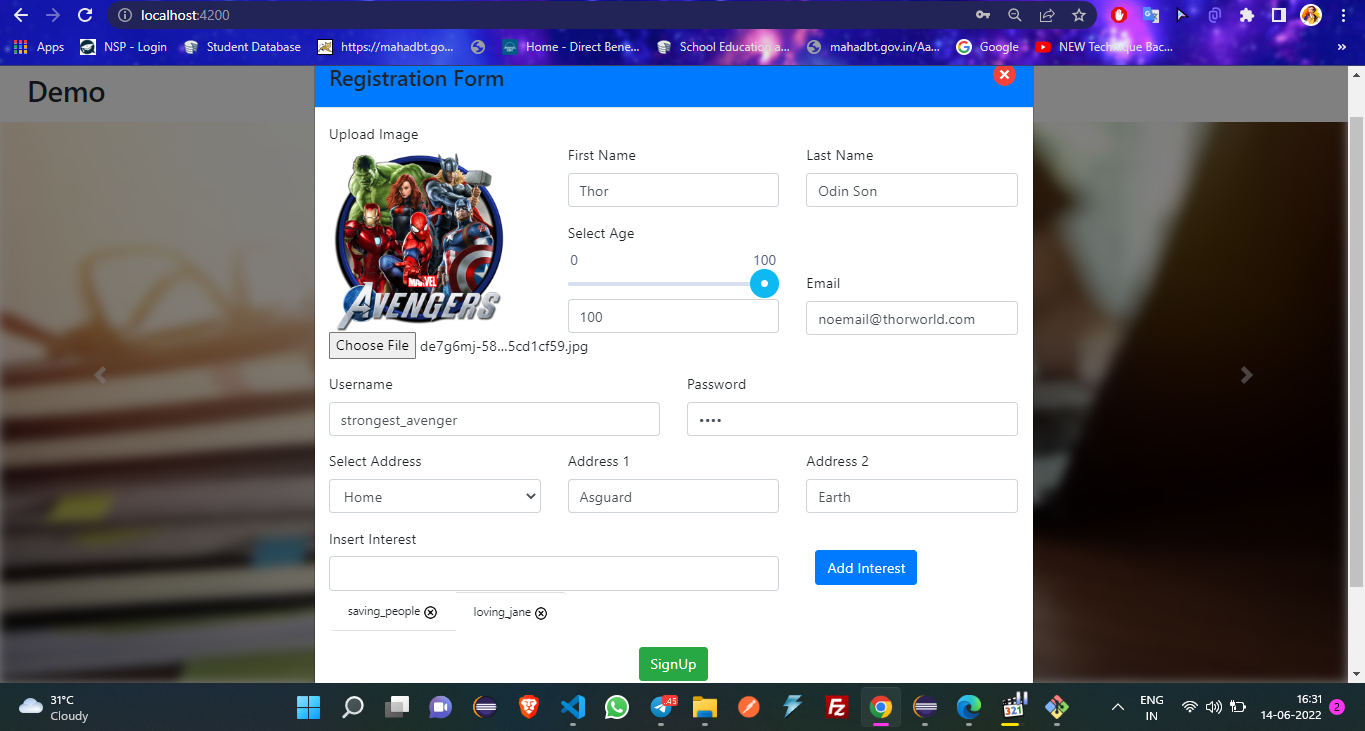 localhost:4200
Apps NSP - Login Student Database https://mahadbt.go... Home - Direct Bene... School Education a... mahadbt.gov.in/Aa... Google NEW Technique Bac... »
Demo
Registration Form
Upload Image
MARVEL
AVENGERS
Choose File de7g6mj-58...5cd1cf59.jpg
First Name
Thor
Last Name
Odin Son
Select Age
0 100
100
Email
noemail@thorworld.com
Username
strongest_avenger
Password
••••
Select Address
Home
Address 1
Asguard
Address 2
Earth
Insert Interest
Add Interest
saving_people loving_jane
SignUp
31°C
Cloudy
45
Fz
321
ENG
IN
16:31
14-06-2022
2